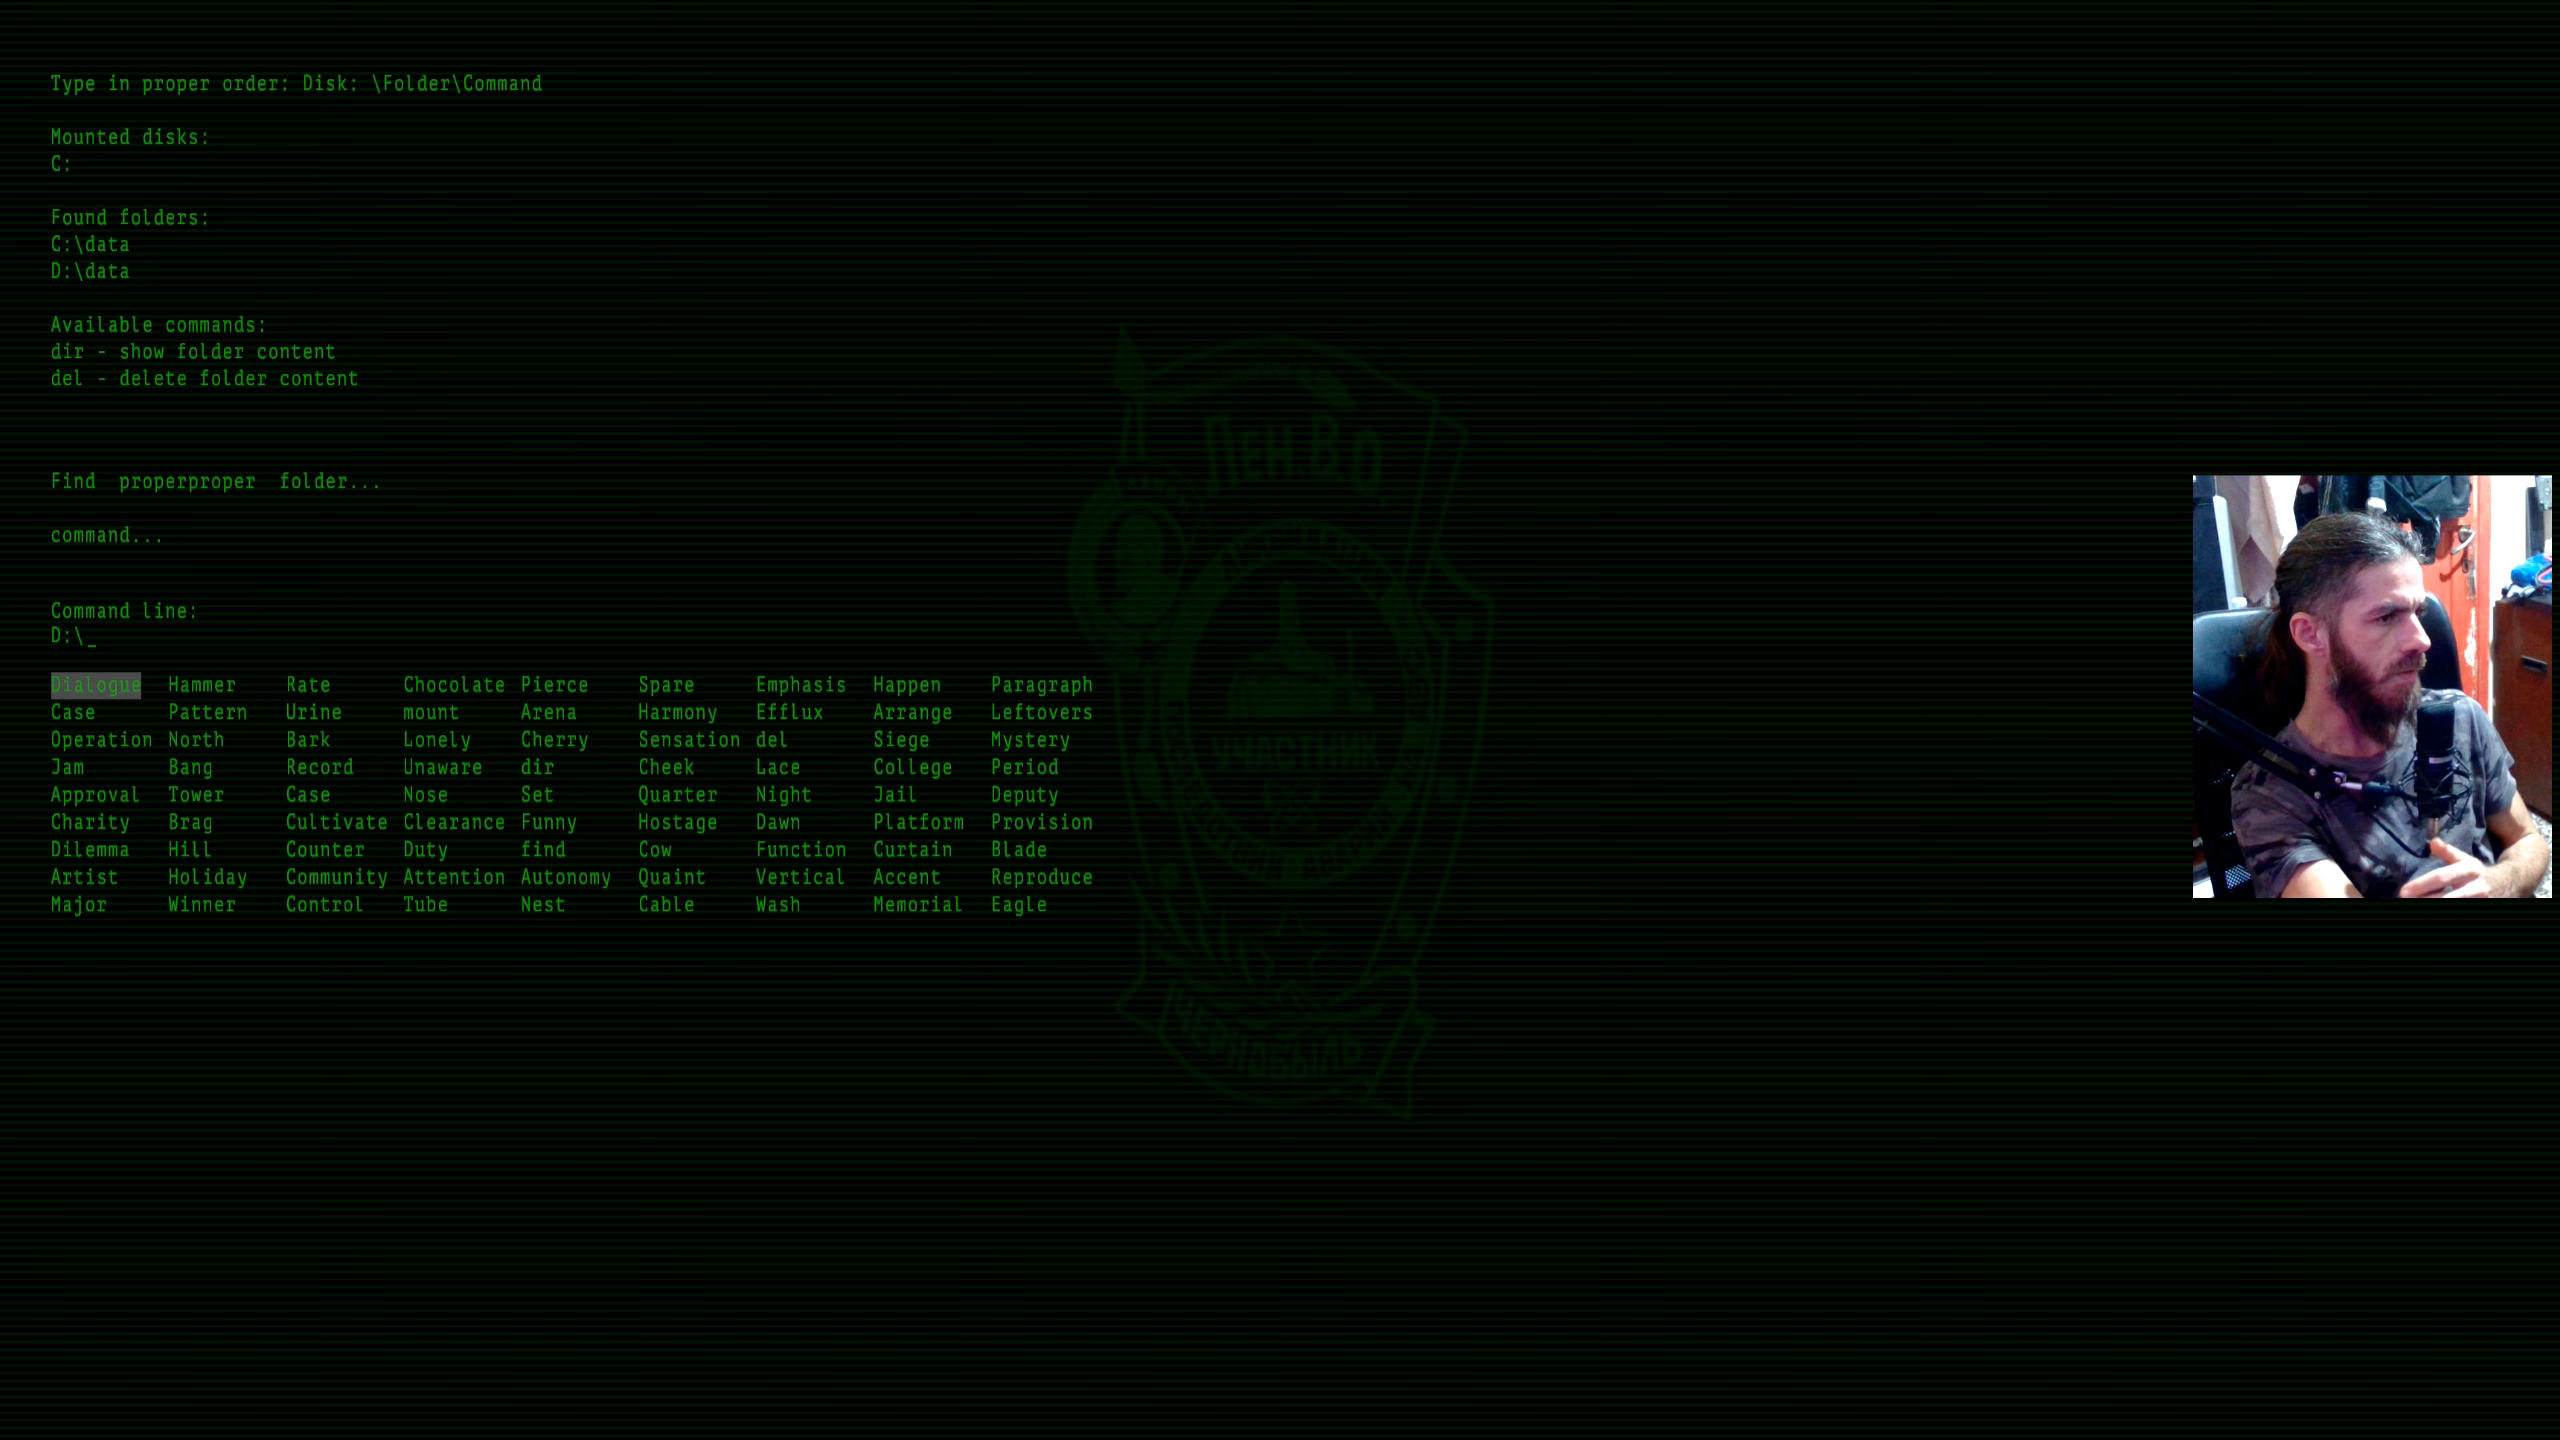 Type in proper order: Disk: \Folder\Command
Mounted disks:
C:
Found folders:
C:\data
D:\data
Available commands:
dir - show folder content
del - delete folder content
Find properproper folder...
command...
Command line:
D:\_
Dialogue Hammer Rate Chocolate Pierce Spare Emphasis Happen Paragraph
Case Pattern Urine mount Arena Harmony Efflux Arrange Leftovers
Operation North Bark Lonely Cherry Sensation del Siege Mystery
Jam Bang Record Unaware dir Cheek Lace College Period
Approval Tower Case Nose Set Quarter Night Jail Deputy
Charity Brag Cultivate Clearance Funny Hostage Dawn Platform Provision
Dilemma Hill Counter Duty find Cow Function Curtain Blade
Artist Holiday Community Attention Autonomy Quaint Vertical Accent Reproduce
Major Winner Control Tube Nest Cable Wash Memorial Eagle
Лен.В.О.
УЧАСТНИК
ЧЕРНОБЫЛЬ